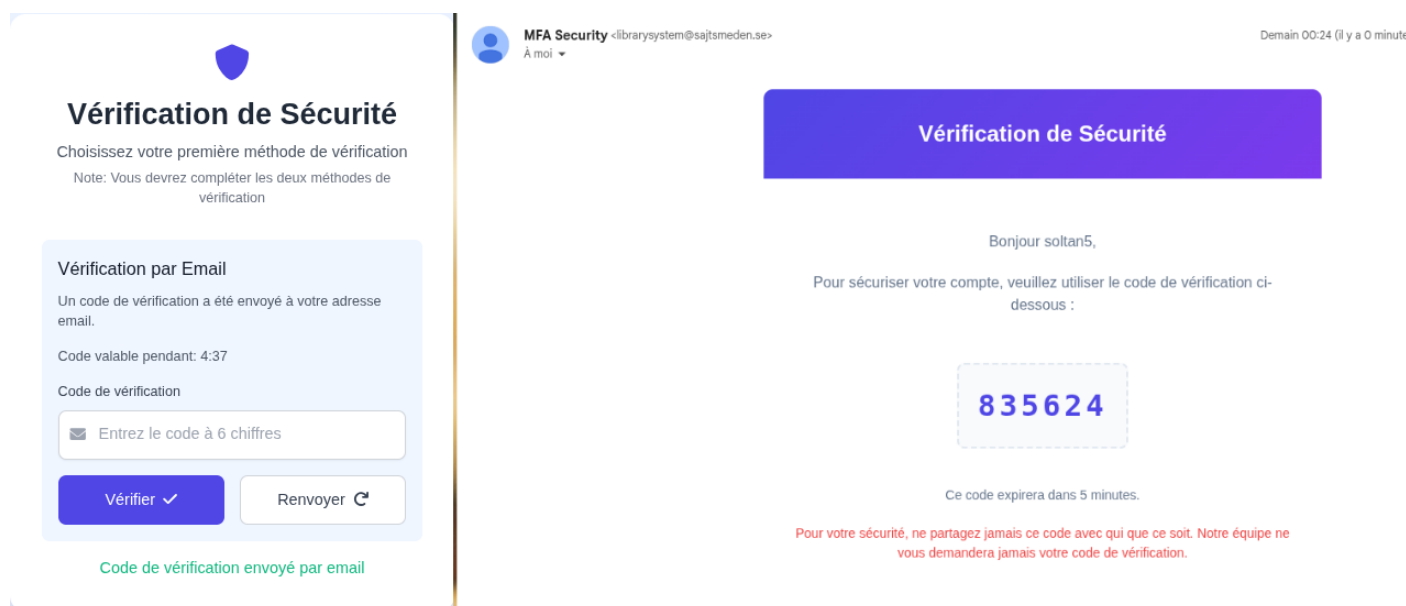 Vérification de Sécurité
Choisissez votre première méthode de vérification
Note: Vous devrez compléter les deux méthodes de
vérification
Vérification par Email
Un code de vérification a été envoyé à votre adresse
email.
Code valable pendant: 4:37
Code de vérification
Entrez le code à 6 chiffres
Vérifier
Renvoyer
Code de vérification envoyé par email
MFA Security <librarysystem@sajtsmeden.se>
Demain 00:24 (il y a 0 minute
À moi
Vérification de Sécurité
Bonjour soltan5,
Pour sécuriser votre compte, veuillez utiliser le code de vérification ci-
dessous :
835624
Ce code expirera dans 5 minutes.
Pour votre sécurité, ne partagez jamais ce code avec qui que ce soit. Notre équipe ne
vous demandera jamais votre code de vérification.